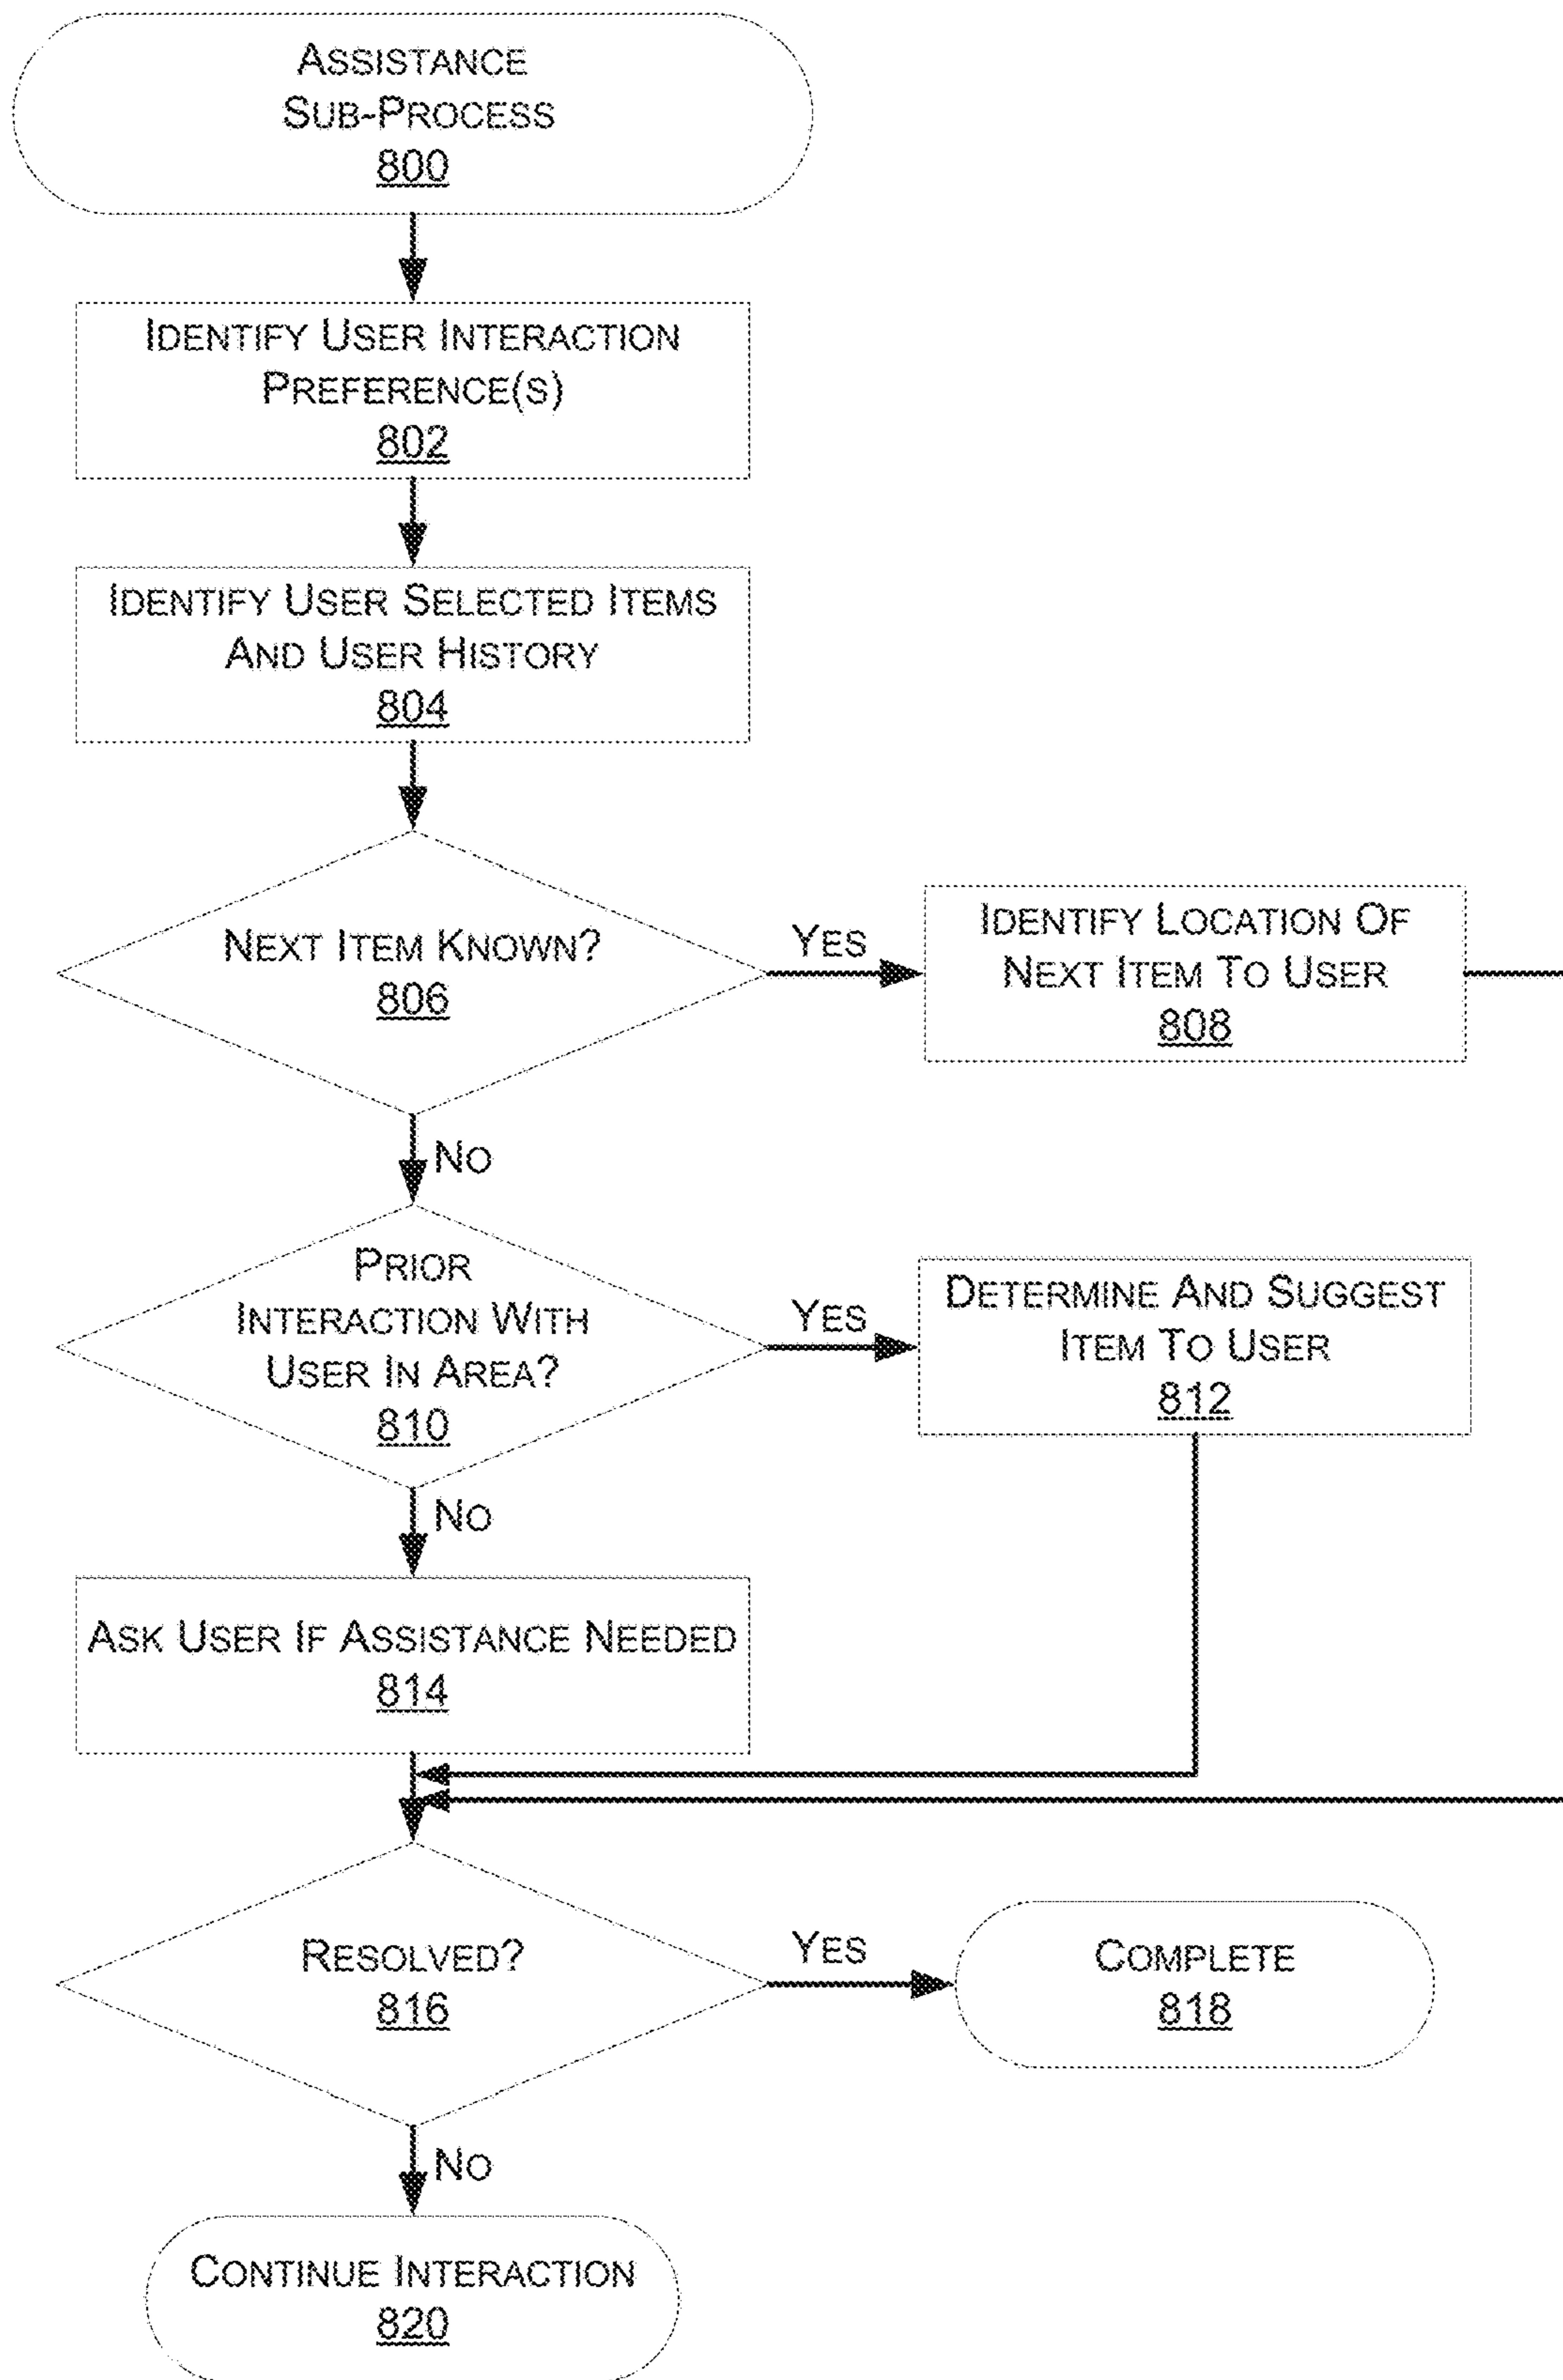 ASSISTANCE
SUB-PROCESS
800
IDENTIFY USER INTERACTION
PREFERENCE(S)
802
IDENTIFY USER SELECTED ITEMS
AND USER HISTORY
804
NEXT ITEM KNOWN?
806
YES
IDENTIFY LOCATION OF
NEXT ITEM TO USER
808
NO
PRIOR
INTERACTION WITH
USER IN AREA?
810
YES
DETERMINE AND SUGGEST
ITEM TO USER
812
NO
ASK USER IF ASSISTANCE NEEDED
814
RESOLVED?
816
YES
COMPLETE
818
NO
CONTINUE INTERACTION
820